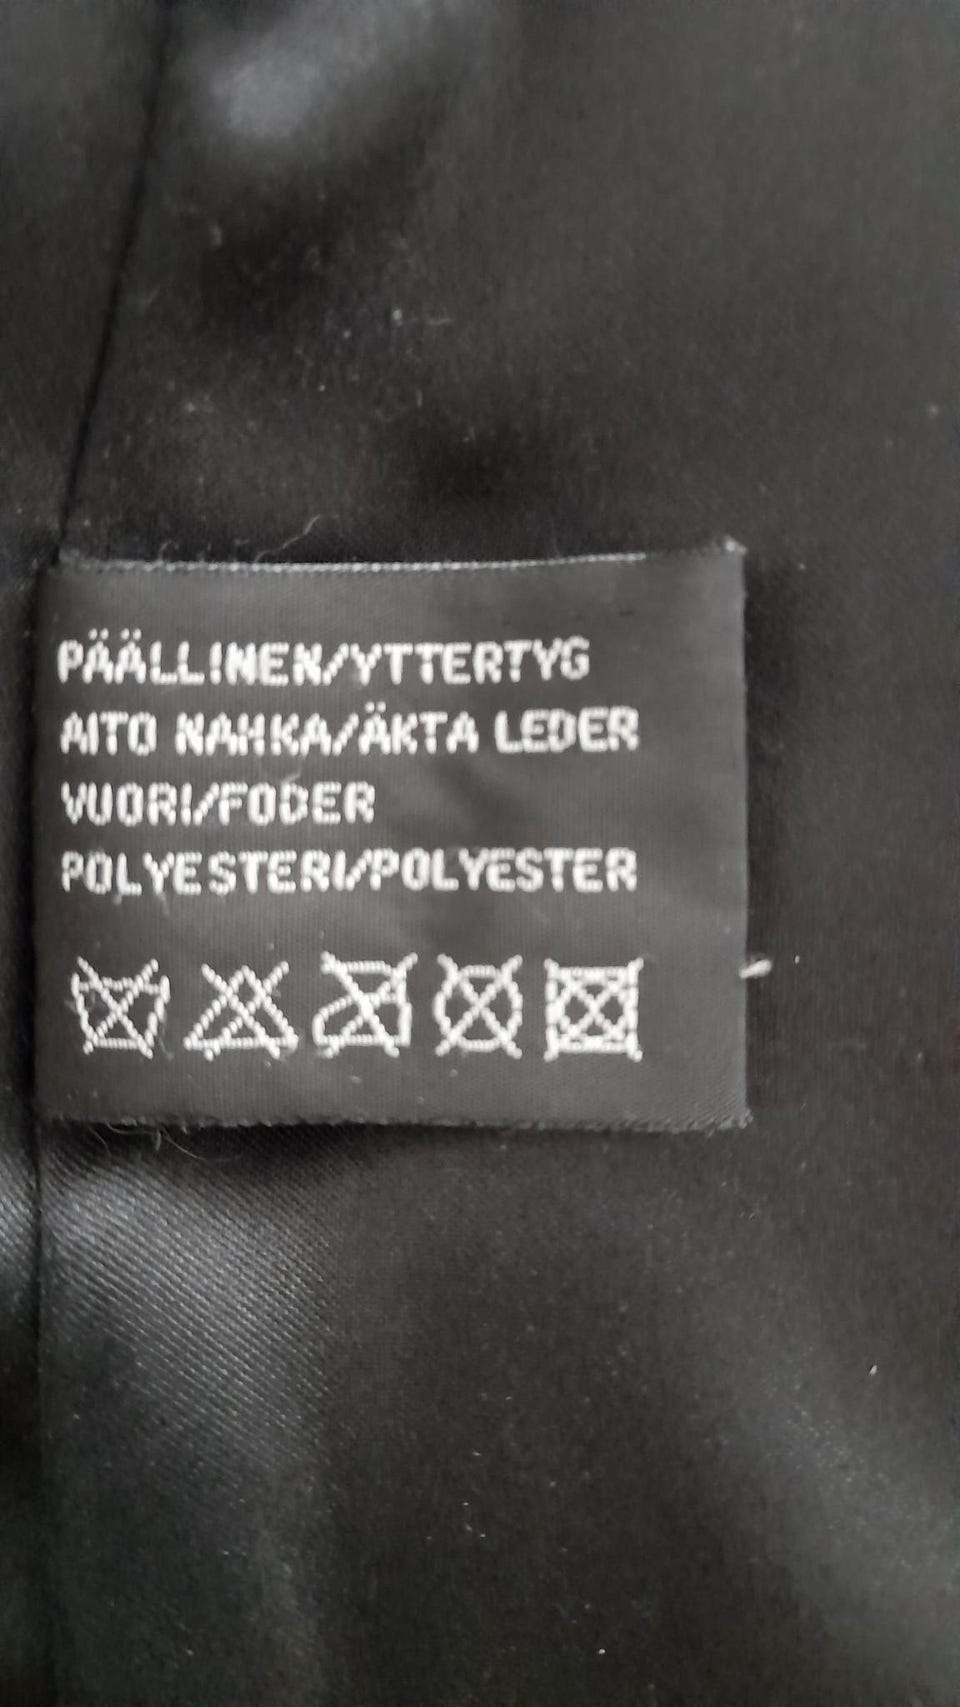 PÄÄLLINEN/YTTERTYG
AITO NAHKA/ÄKTA LEDER
VUORI/FODER
POLYESTERI/POLYESTER